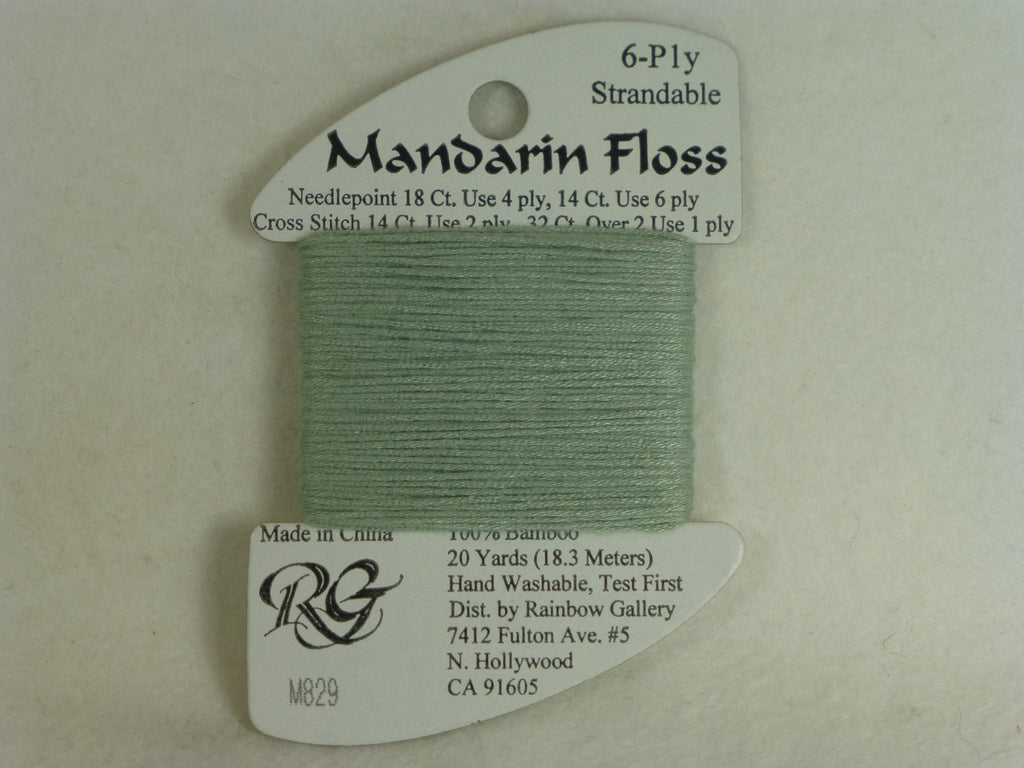 6-Ply
Strandable
Mandarin Floss
Needlepoint 18 Ct. Use 4 ply, 14 Ct. Use 6 ply
Cross Stitch 14 Ct. Use 2 ply, 32 Ct. Over 2 Use 1 ply
Made in China
RG
M829
100% Bamboo
20 Yards (18.3 Meters)
Hand Washable, Test First
Dist. by Rainbow Gallery
7412 Fulton Ave. #5
N. Hollywood
CA 91605